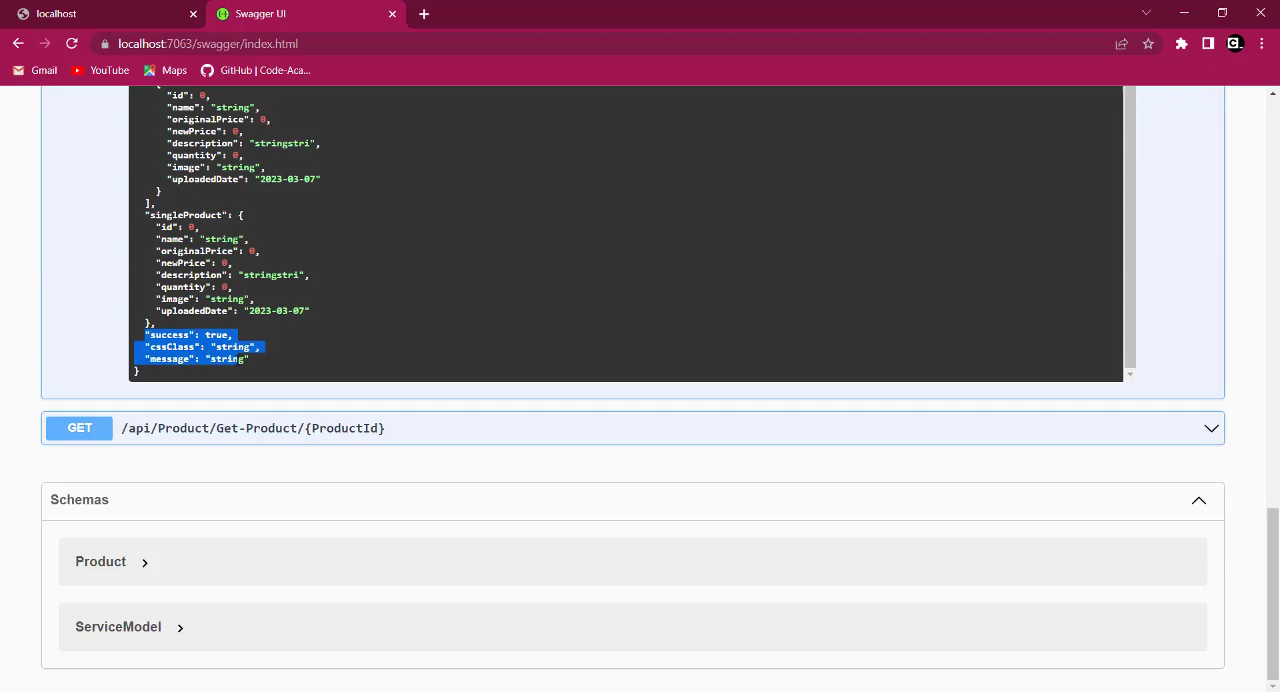 localhost
Swagger UI
localhost:7063/swagger/index.html
Gmail
YouTube
Maps
GitHub | Code-Aca...
{
"id": 0,
"name": "string",
"originalPrice": 0,
"newPrice": 0,
"description": "stringstri",
"quantity": 0,
"image": "string",
"uploadedDate": "2023-03-07"
}
],
"singleProduct": {
"id": 0,
"name": "string",
"originalPrice": 0,
"newPrice": 0,
"description": "stringstri",
"quantity": 0,
"image": "string",
"uploadedDate": "2023-03-07"
},
"success": true,
"cssClass": "string",
"message": "string"
}
GET /api/Product/Get-Product/{ProductId}
Schemas
Product
ServiceModel